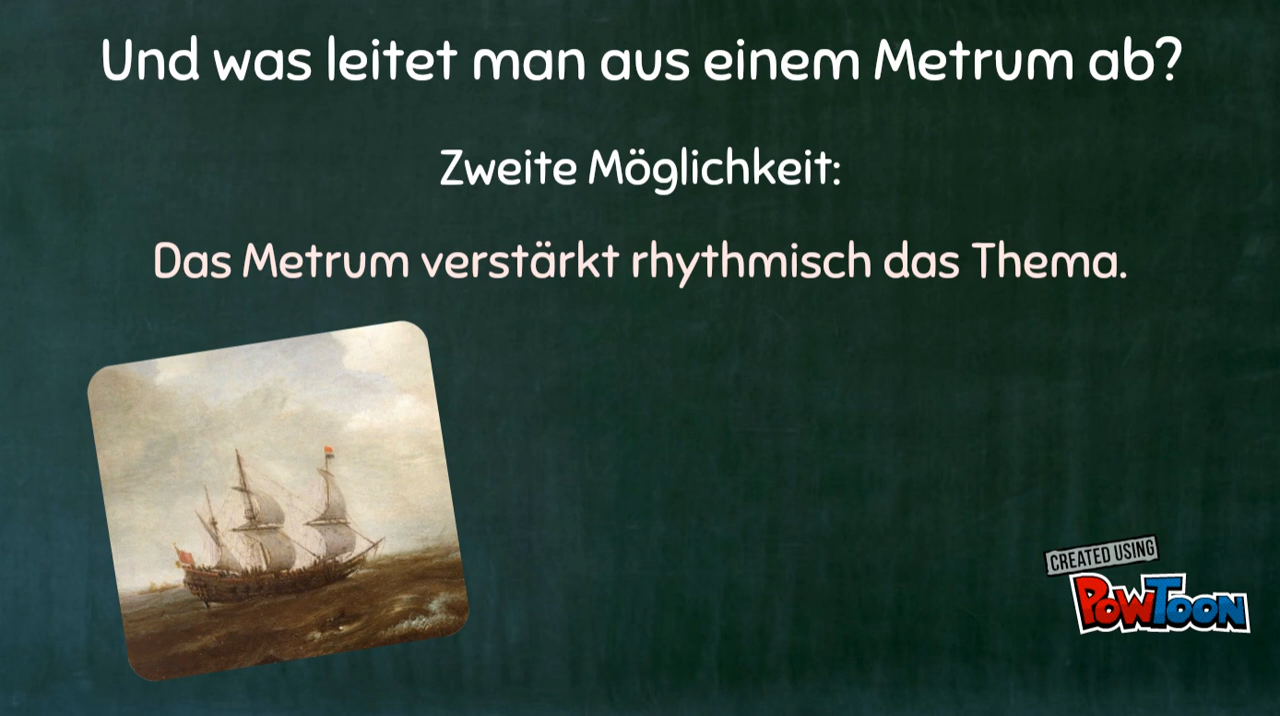 Und was leitet man aus einem Metrum ab?
Zweite Möglichkeit:
Das Metrum verstärkt rhythmisch das Thema.
CREATED USING
POWTOON